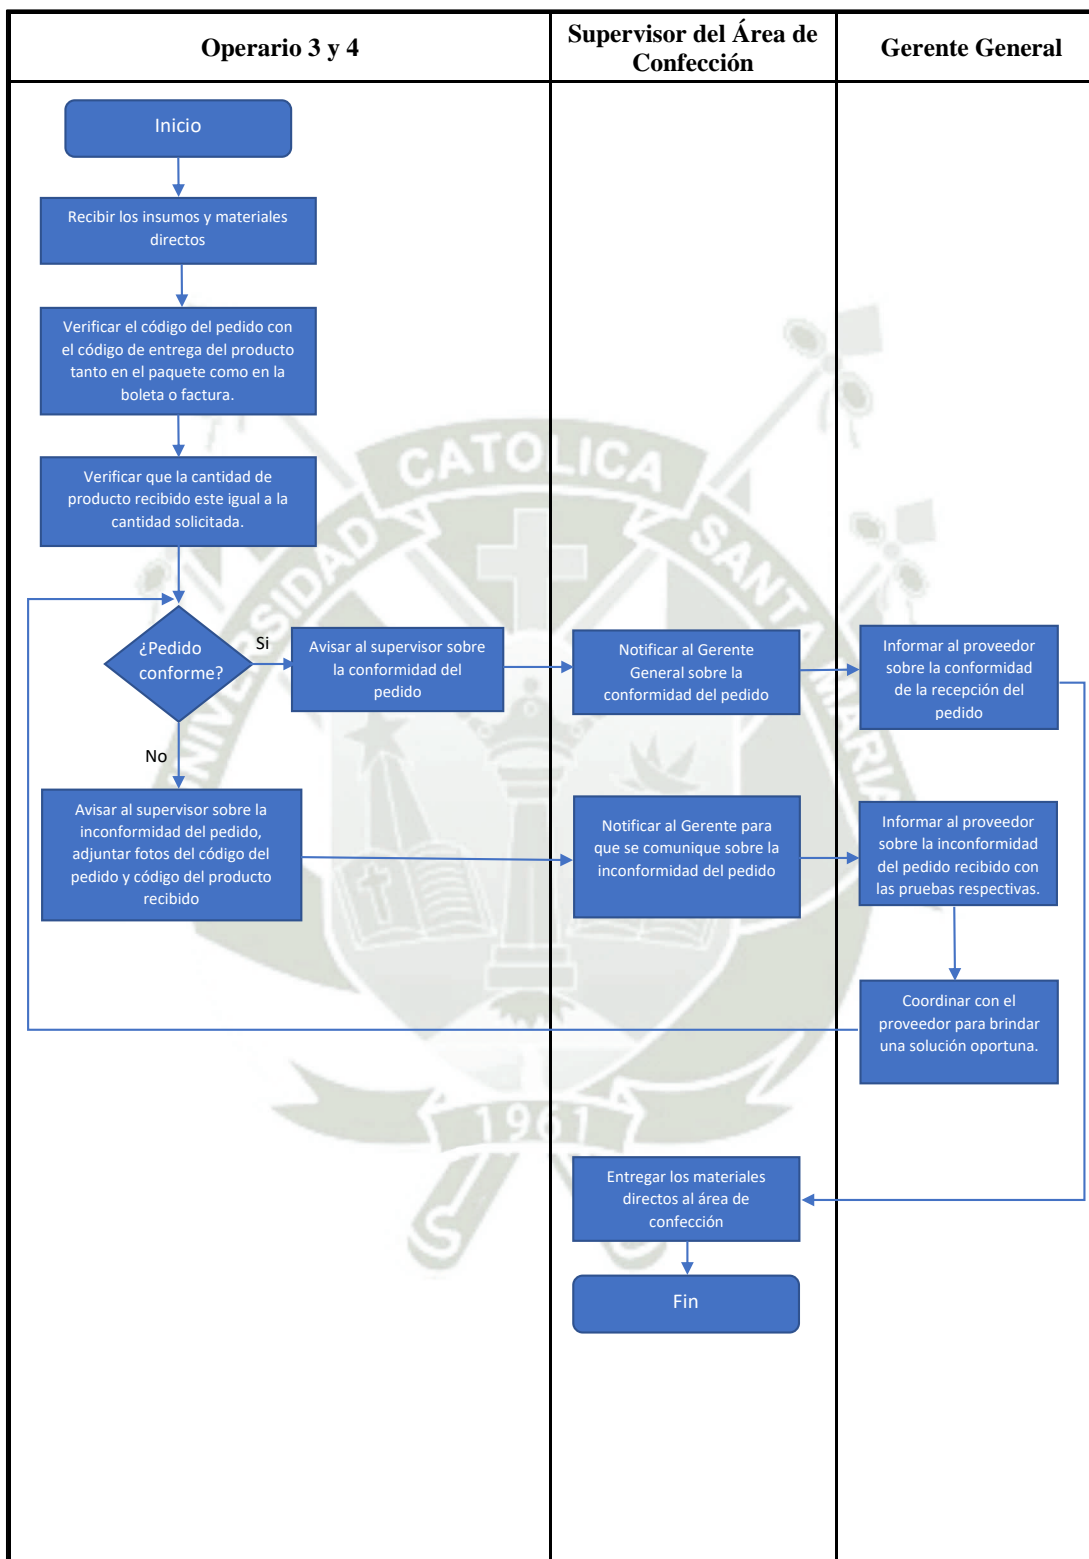 Operario 3 y 4
Supervisor del Área de
Confección
Gerente General
Inicio
Recibir los insumos y materiales
directos
Verificar el código del pedido con
el código de entrega del producto
tanto en el paquete como en la
boleta o factura.
Verificar que la cantidad de
producto recibido este igual a la
cantidad solicitada.
¿Pedido
conforme?
Si
Avisar al supervisor sobre
la conformidad del
pedido
Notificar al Gerente
General sobre la
conformidad del pedido
Informar al proveedor
sobre la conformidad
de la recepción del
pedido
No
Avisar al supervisor sobre la
inconformidad del pedido,
adjuntar fotos del código del
pedido y código del producto
recibido
Notificar al Gerente para
que se comunique sobre la
inconformidad del pedido
Informar al proveedor
sobre la inconformidad
del pedido recibido con
las pruebas respectivas.
Coordinar con el
proveedor para brindar
una solución oportuna.
Entregar los materiales
directos al área de
confección
Fin
UNIVERSIDAD CATOLICA SANTA MARIA
1961